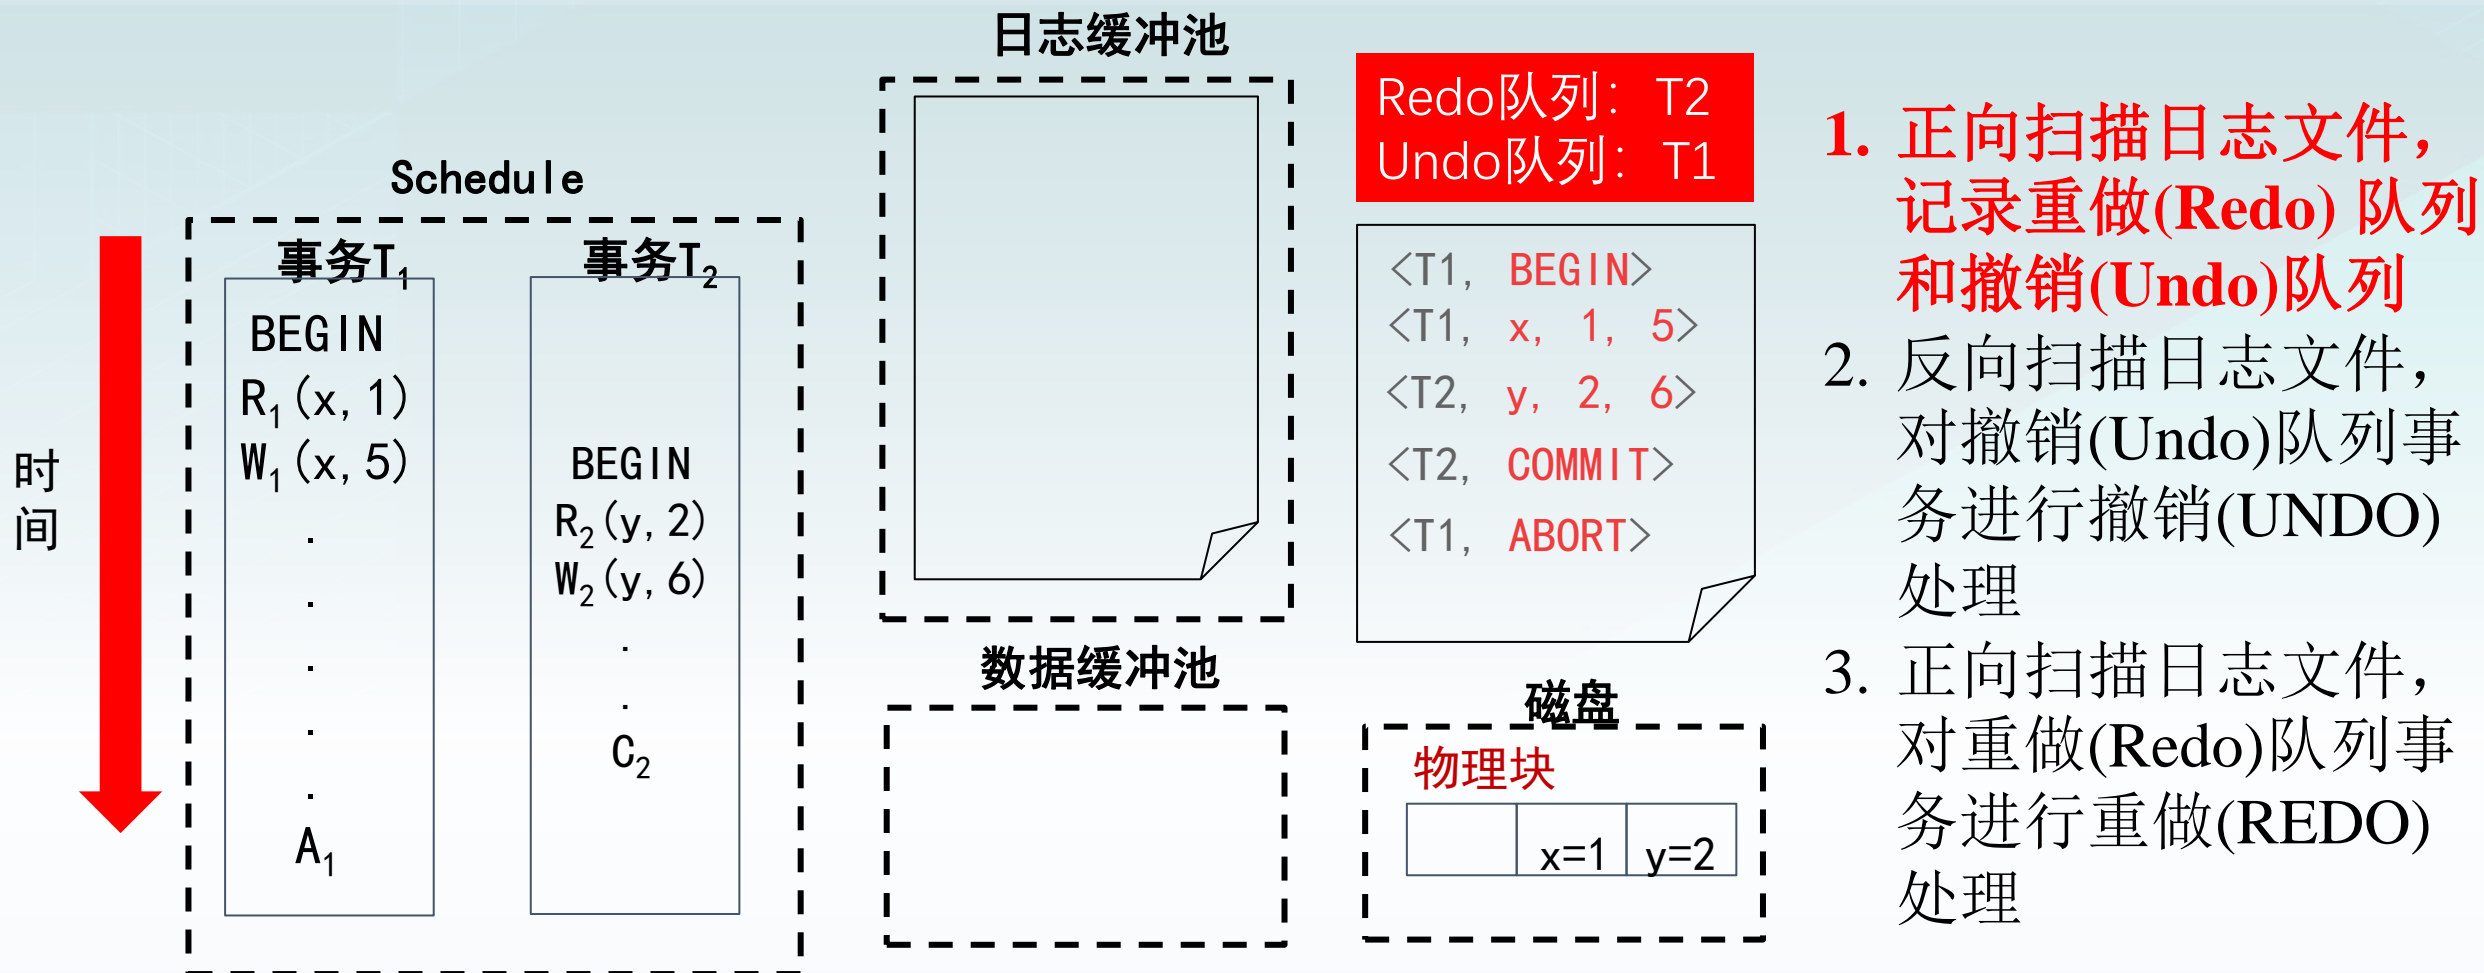 时
间
Schedule
事务T1
BEGIN
R1(x,1)
W1(x,5)
.
.
.
.
.
A1
事务T2
BEGIN
R2(y,2)
W2(y,6)
.
.
C2
日志缓冲池
数据缓冲池
Redo队列： T2
Undo队列： T1
<T1, BEGIN>
<T1, x, 1, 5>
<T2, y, 2, 6>
<T2, COMMIT>
<T1, ABORT>
磁盘
物理块
x=1 y=2
1. 正向扫描日志文件，
记录重做(Redo) 队列
和撤销(Undo)队列
2. 反向扫描日志文件，
对撤销(Undo)队列事
务进行撤销(UNDO)
处理
3. 正向扫描日志文件，
对重做(Redo)队列事
务进行重做(REDO)
处理